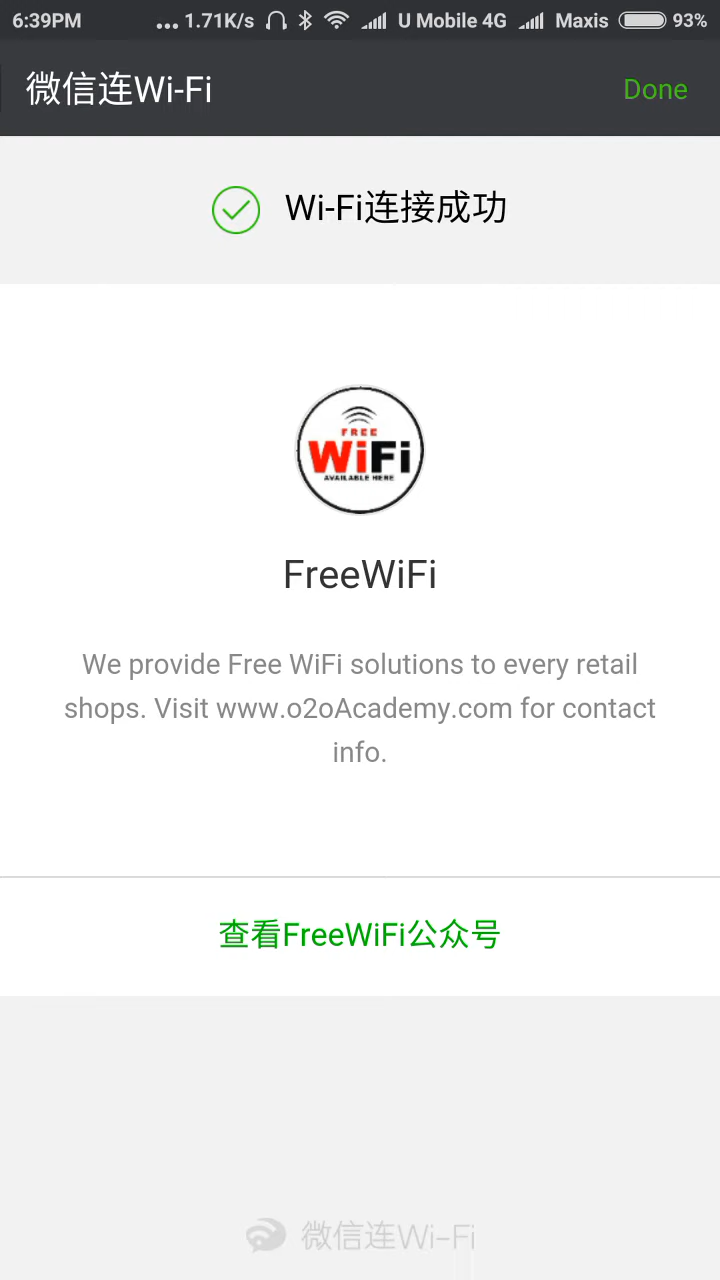 6:39PM ... 1.71K/s U Mobile 4G Maxis 93%
微信连Wi-Fi Done
Wi-Fi连接成功
FREE
WiFi
AVAILABLE HERE
FreeWiFi
We provide Free WiFi solutions to every retail
shops. Visit www.o2oAcademy.com for contact
info.
查看FreeWiFi公众号
微信连Wi-Fi